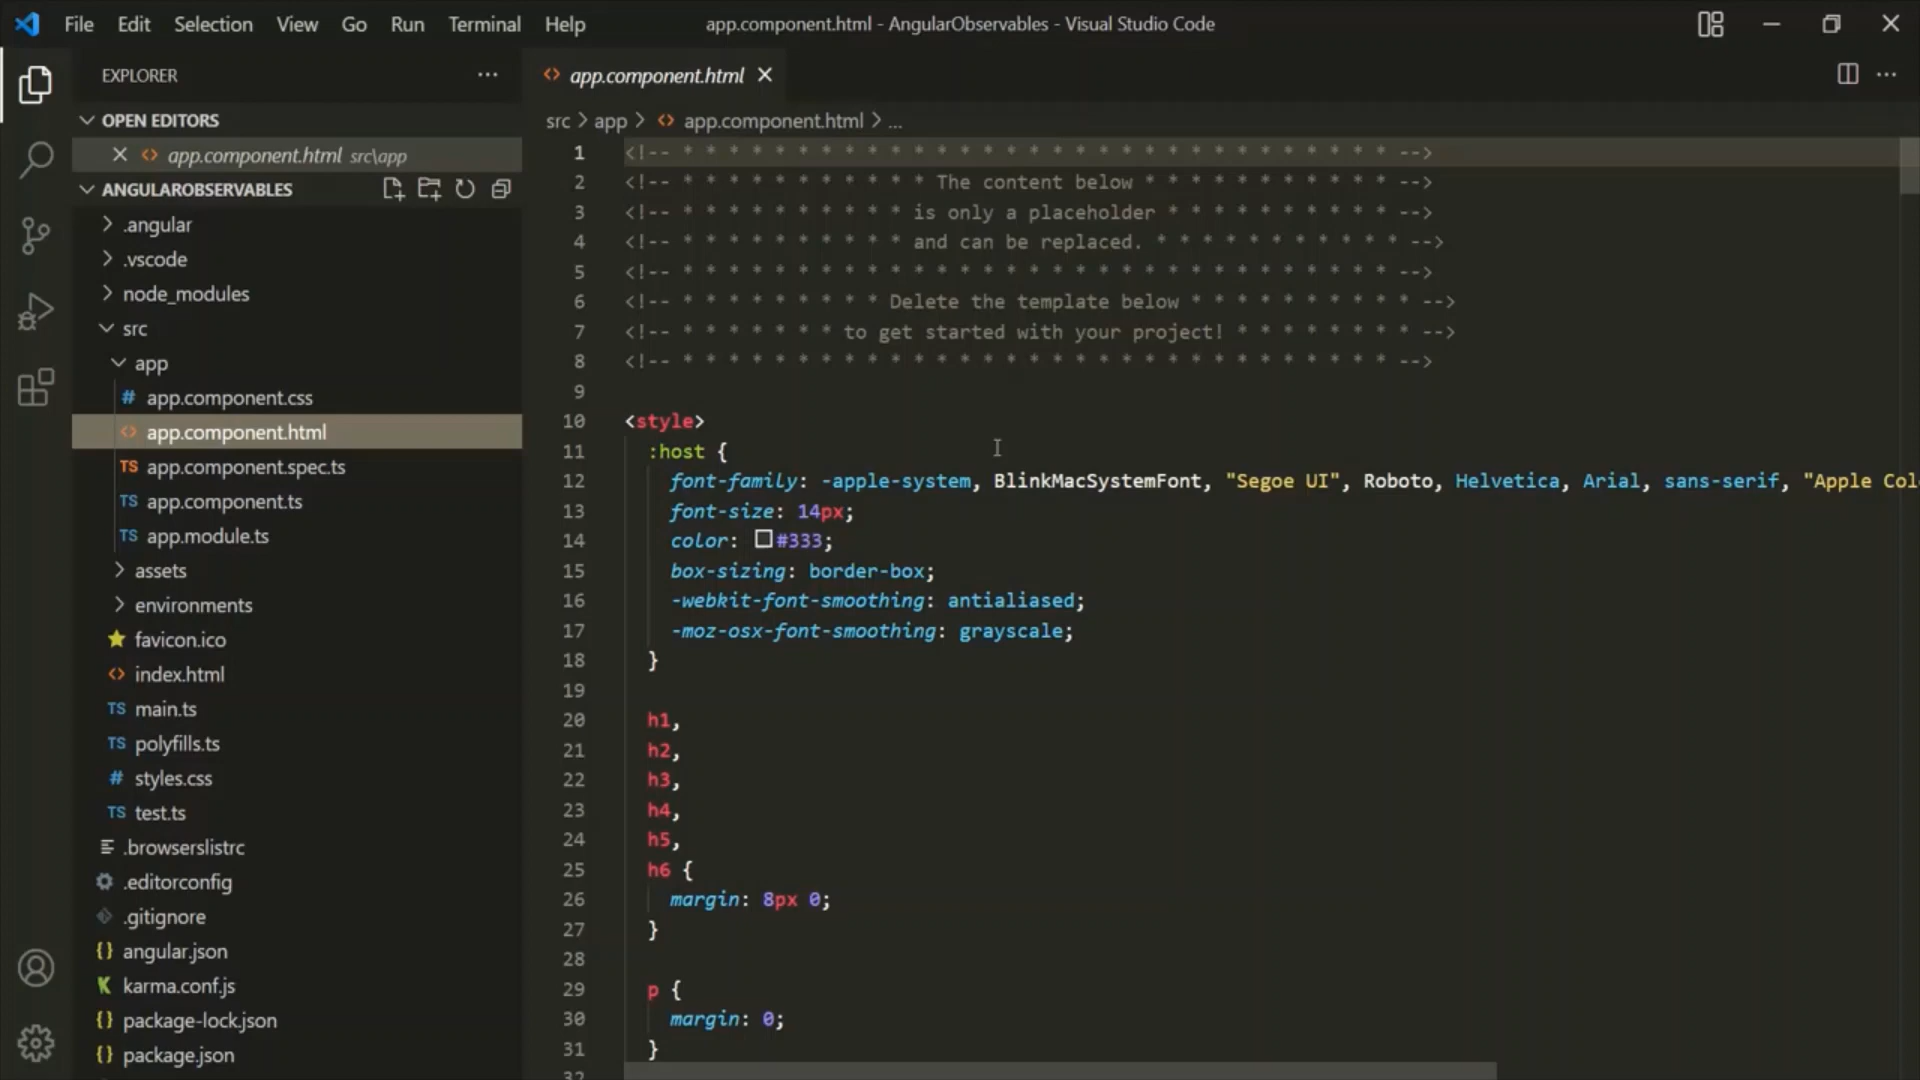 File Edit Selection View Go Run Terminal Help app.component.html - AngularObservables - Visual Studio Code
EXPLORER
OPEN EDITORS
app.component.html src\app
ANGULAROBSERVABLES
.angular
.vscode
node_modules
src
app
# app.component.css
<> app.component.html
TS app.component.spec.ts
TS app.component.ts
TS app.module.ts
assets
environments
favicon.ico
<> index.html
TS main.ts
TS polyfills.ts
# styles.css
TS test.ts
.browserslistrc
.editorconfig
.gitignore
{} angular.json
K karma.conf.js
{} package-lock.json
{} package.json
<> app.component.html
src > app > <> app.component.html > ...
1 <!-- * * * * * * * * * * * * * * * * * * * * * * * * * * * * * * * -->
2 <!-- * * * * * * * * * * * The content below * * * * * * * * * * * -->
3 <!-- * * * * * * * * * * is only a placeholder * * * * * * * * * * -->
4 <!-- * * * * * * * * * * and can be replaced. * * * * * * * * * * * -->
5 <!-- * * * * * * * * * * * * * * * * * * * * * * * * * * * * * * * -->
6 <!-- * * * * * * * * * Delete the template below * * * * * * * * * * -->
7 <!-- * * * * * * * to get started with your project! * * * * * * * * -->
8 <!-- * * * * * * * * * * * * * * * * * * * * * * * * * * * * * * * -->
9
10 <style>
11 :host {
12 font-family: -apple-system, BlinkMacSystemFont, "Segoe UI", Roboto, Helvetica, Arial, sans-serif, "Apple Col
13 font-size: 14px;
14 color: #333;
15 box-sizing: border-box;
16 -webkit-font-smoothing: antialiased;
17 -moz-osx-font-smoothing: grayscale;
18 }
19
20 h1,
21 h2,
22 h3,
23 h4,
24 h5,
25 h6 {
26 margin: 8px 0;
27 }
28
29 p {
30 margin: 0;
31 }
32